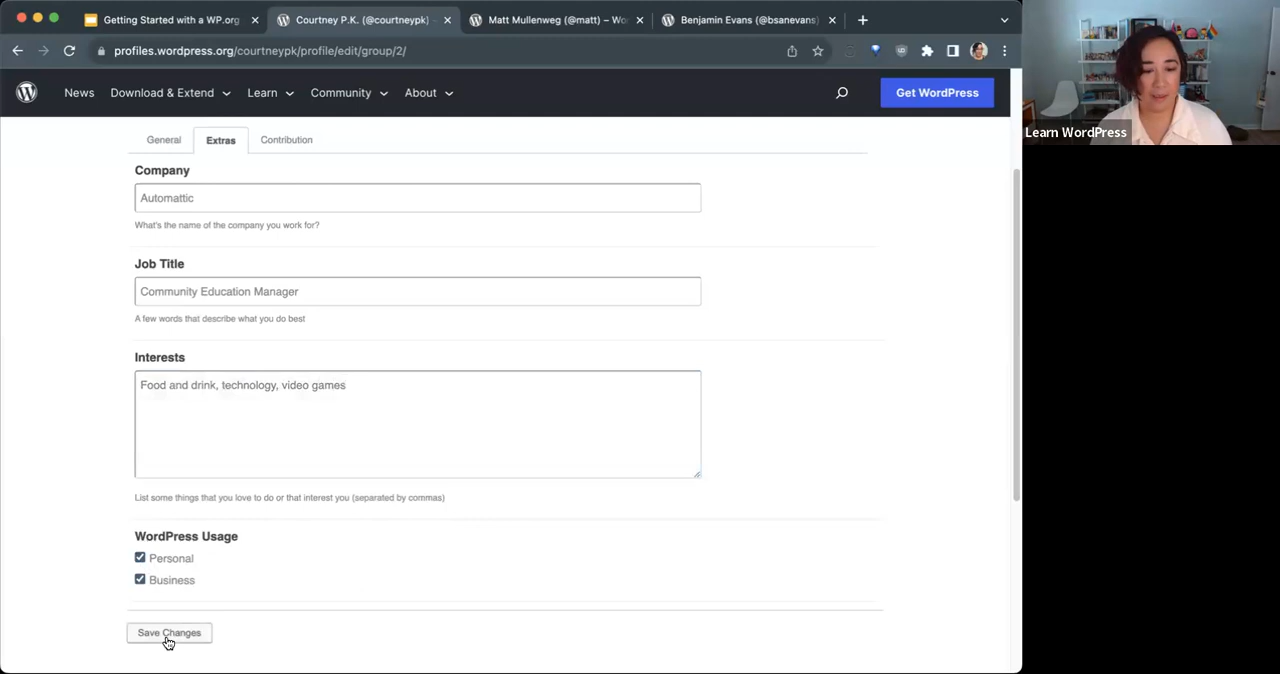 Getting Started with a WP.org
Courtney P.K. (@courtneypk)
Matt Mullenweg (@matt) – Wo
Benjamin Evans (@bsanevans)
profiles.wordpress.org/courtneypk/profile/edit/group/2/
News Download & Extend Learn Community About Get WordPress
Learn WordPress
General Extras Contribution
Company
Automattic
What's the name of the company you work for?
Job Title
Community Education Manager
A few words that describe what you do best
Interests
Food and drink, technology, video games
List some things that you love to do or that interest you (separated by commas)
WordPress Usage
Personal
Business
Save Changes